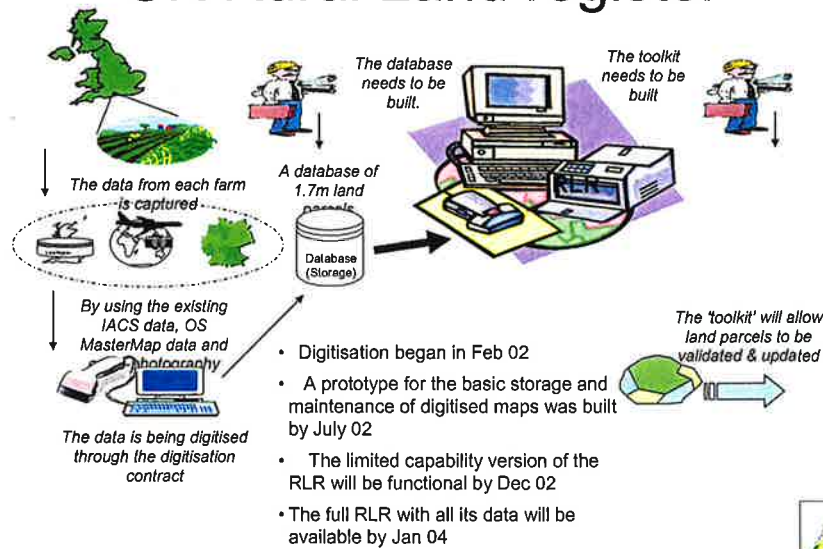 The database
needs to be
built.
The toolkit
needs to be
built
The data from each farm
is captured
A database of
1.7m land
RLR
Database
(Storage)
By using the existing
IACS data, OS
MasterMap data and
photography
The data is being digitised
through the digitisation
contract
• Digitisation began in Feb 02
• A prototype for the basic storage and
maintenance of digitised maps was built
by July 02
• The limited capability version of the
RLR will be functional by Dec 02
• The full RLR with all its data will be
available by Jan 04
The 'toolkit' will allow
land parcels to be
validated & updated